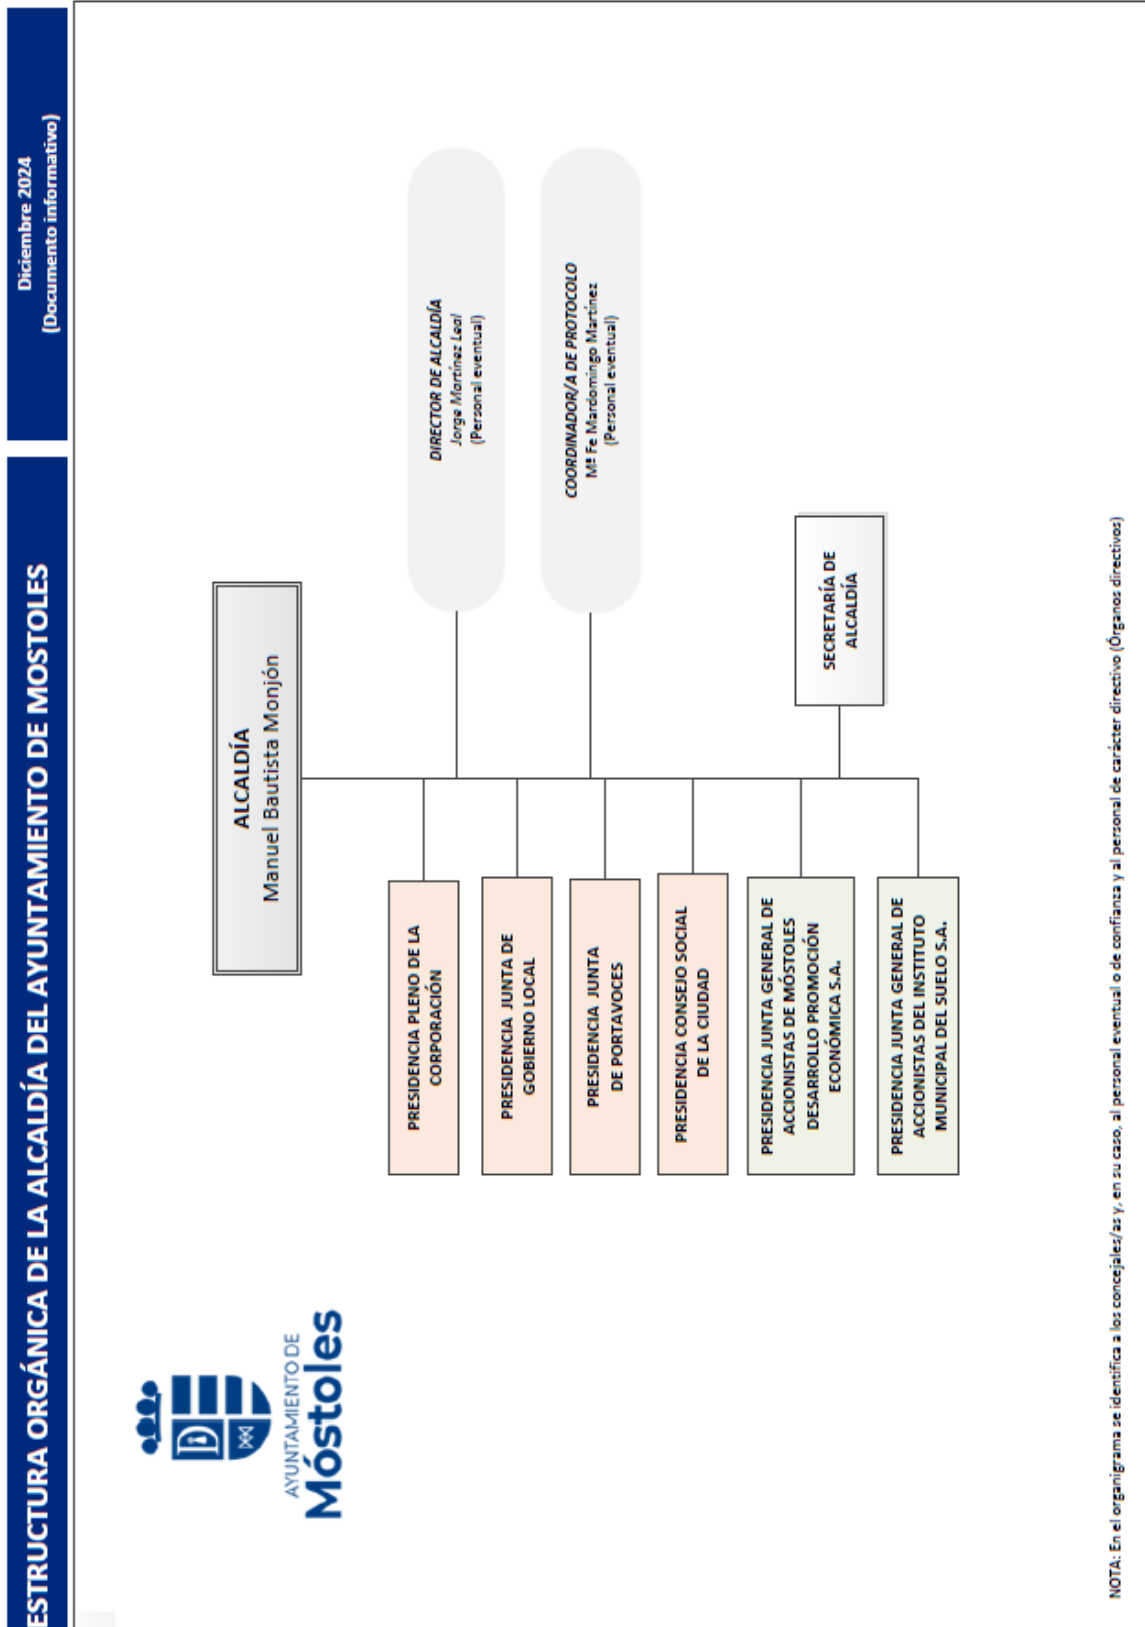 ESTRUCTURA ORGÁNICA DE LA ALCALDÍA DEL AYUNTAMIENTO DE MOSTOLES
Diciembre 2024
(Documento informativo)
AYUNTAMIENTO DE
Móstoles
ALCALDÍA
Manuel Bautista Monjón
DIRECTOR DE ALCALDÍA
Jorge Martínez Leal
(Personal eventual)
COORDINADOR/A DE PROTOCOLO
Mª Fe Mardomingo Martínez
(Personal eventual)
SECRETARÍA DE
ALCALDÍA
PRESIDENCIA PLENO DE LA
CORPORACIÓN
PRESIDENCIA JUNTA DE
GOBIERNO LOCAL
PRESIDENCIA JUNTA
DE PORTAVOCES
PRESIDENCIA CONSEJO SOCIAL
DE LA CIUDAD
PRESIDENCIA JUNTA GENERAL DE
ACCIONISTAS DE MÓSTOLES
DESARROLLO PROMOCIÓN
ECONÓMICA S.A.
PRESIDENCIA JUNTA GENERAL DE
ACCIONISTAS DEL INSTITUTO
MUNICIPAL DEL SUELO S.A.
NOTA: En el organigrama se identifica a los concejales/as y, en su caso, al personal eventual o de confianza y al personal de carácter directivo (Órganos directivos)